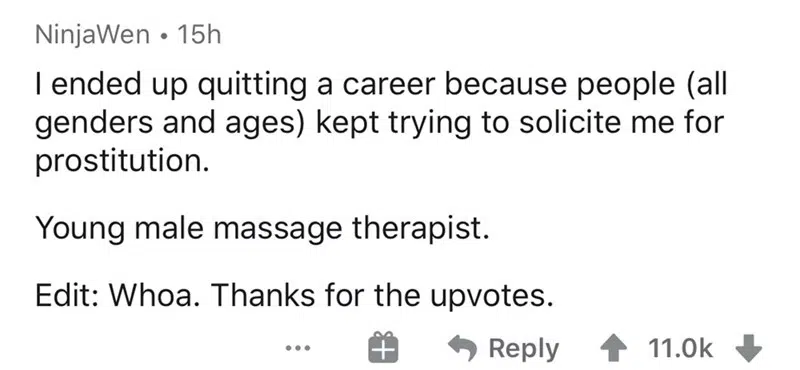 NinjaWen • 15h
I ended up quitting a career because people (all
genders and ages) kept trying to solicite me for
prostitution.
Young male massage therapist.
Edit: Whoa. Thanks for the upvotes.
Reply 11.0k